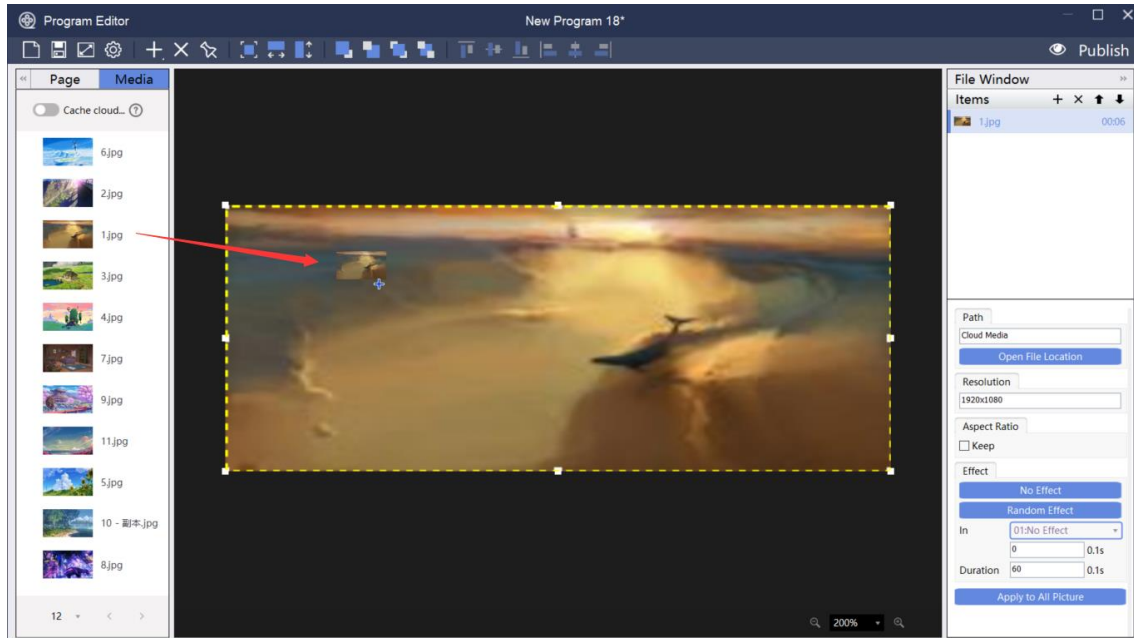 Program Editor
New Program 18*
Publish
Page
Media
Cache cloud...
6.jpg
2.jpg
1.jpg
3.jpg
4.jpg
7.jpg
9.jpg
11.jpg
5.jpg
10 - 副本.jpg
8.jpg
12
200%
File Window
Items
1.jpg 00:06
Path
Cloud Media
Open File Location
Resolution
1920x1080
Aspect Ratio
Keep
Effect
No Effect
Random Effect
In 01:No Effect
0 0.1s
Duration 60 0.1s
Apply to All Picture